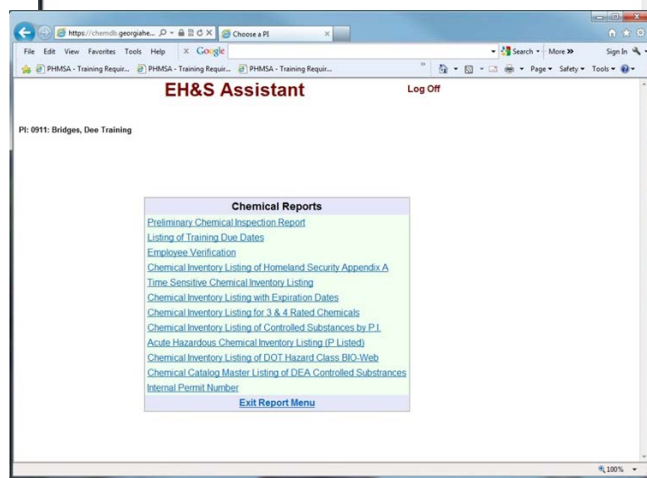 https://chemdb.georgiahe...
Choose a PI
File Edit View Favorites Tools Help
x Google
Search
More >>
Sign In
PHMSA - Training Requir...
PHMSA - Training Requir...
PHMSA - Training Requir...
Page
Safety
Tools
EH&S Assistant
Log Off
PI: 0911: Bridges, Dee Training
Chemical Reports
Preliminary Chemical Inspection Report
Listing of Training Due Dates
Employee Verification
Chemical Inventory Listing of Homeland Security Appendix A
Time Sensitive Chemical Inventory Listing
Chemical Inventory Listing with Expiration Dates
Chemical Inventory Listing for 3 & 4 Rated Chemicals
Chemical Inventory Listing of Controlled Substances by P.I.
Acute Hazardous Chemical Inventory Listing (P Listed)
Chemical Inventory Listing of DOT Hazard Class BIO-Web
Chemical Catalog Master Listing of DEA Controlled Substrances
Internal Permit Number
Exit Report Menu
100%